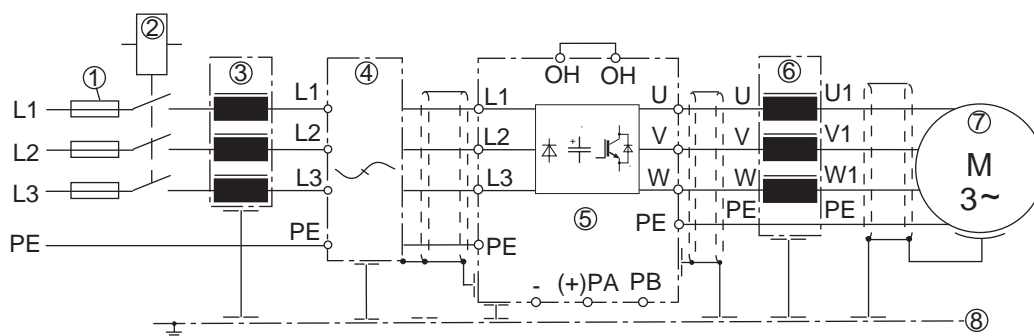 ②
①
③
④
OH OH
⑥
⑦
L1 L1 L1 U U U1
L2 L2 L2 V V V1
M
L3 L3 L3 W W W1
3~
⑤
PE PE PE PE PE PE
+
- (+)PA PB
⑧